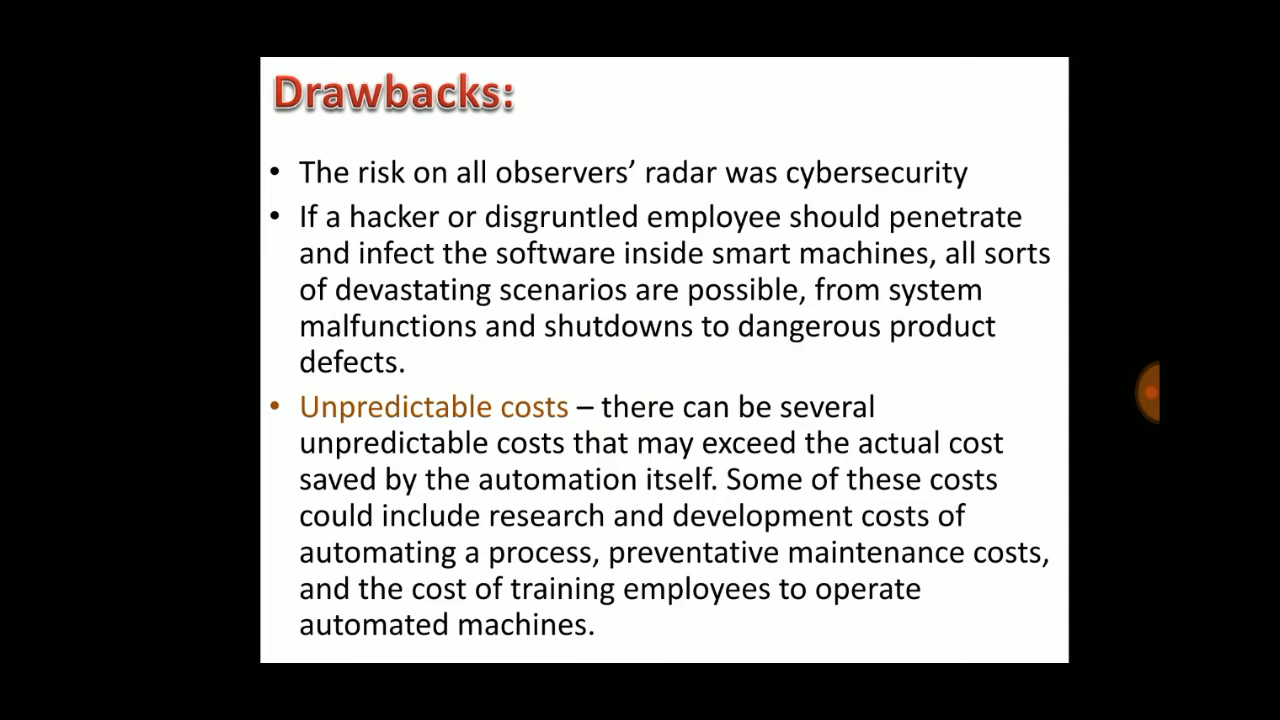 Drawbacks:
• The risk on all observers’ radar was cybersecurity
• If a hacker or disgruntled employee should penetrate
and infect the software inside smart machines, all sorts
of devastating scenarios are possible, from system
malfunctions and shutdowns to dangerous product
defects.
• Unpredictable costs – there can be several
unpredictable costs that may exceed the actual cost
saved by the automation itself. Some of these costs
could include research and development costs of
automating a process, preventative maintenance costs,
and the cost of training employees to operate
automated machines.